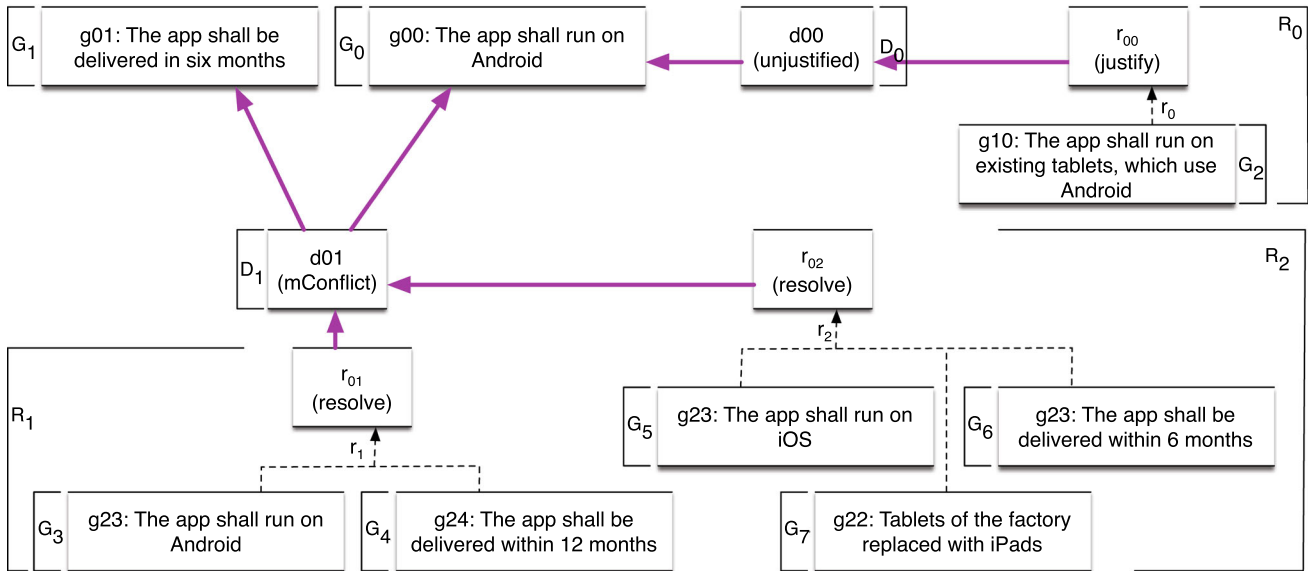 G1
g01: The app shall be
delivered in six months
G0
g00: The app shall run on
Android
d00
(unjustified)
D0
r00
(justify)
R0
r0
g10: The app shall run on
existing tablets, which use
Android
G2
D1
d01
(mConflict)
r02
(resolve)
R2
r2
R1
r01
(resolve)
r1
G5
g23: The app shall run on
iOS
G6
g23: The app shall be
delivered within 6 months
G3
g23: The app shall run on
Android
G4
g24: The app shall be
delivered within 12 months
G7
g22: Tablets of the factory
replaced with iPads